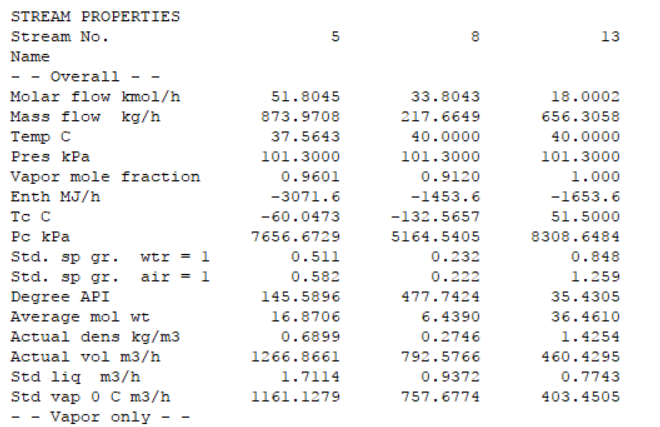 STREAM PROPERTIES
Stream No. 5 8 13
Name
- - Overall - -
Molar flow kmol/h 51.8045 33.8043 18.0002
Mass flow kg/h 873.9708 217.6649 656.3058
Temp C 37.5643 40.0000 40.0000
Pres kPa 101.3000 101.3000 101.3000
Vapor mole fraction 0.9601 0.9120 1.000
Enth MJ/h -3071.6 -1453.6 -1653.6
Tc C -60.0473 -132.5657 51.5000
Pc kPa 7656.6729 5164.5405 8308.6484
Std. sp gr. wtr = 1 0.511 0.232 0.848
Std. sp gr. air = 1 0.582 0.222 1.259
Degree API 145.5896 477.7424 35.4305
Average mol wt 16.8706 6.4390 36.4610
Actual dens kg/m3 0.6899 0.2746 1.4254
Actual vol m3/h 1266.8661 792.5766 460.4295
Std liq m3/h 1.7114 0.9372 0.7743
Std vap 0 C m3/h 1161.1279 757.6774 403.4505
- - Vapor only - -